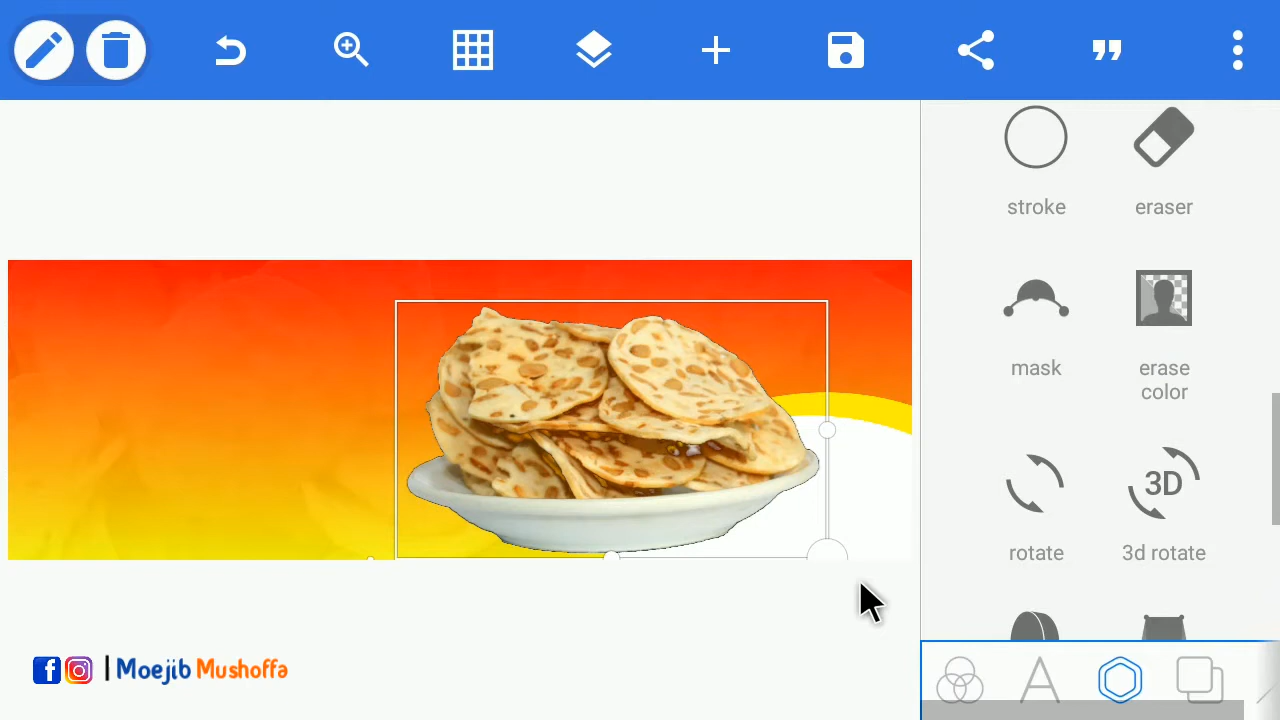 stroke
eraser
mask
erase
color
rotate
3D
3d rotate
Moejib Mushoffa